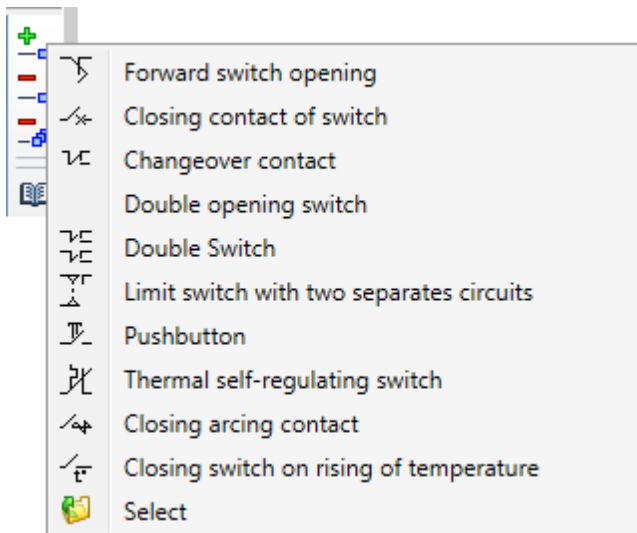 Forward switch opening
Closing contact of switch
Changeover contact
Double opening switch
Double Switch
Limit switch with two separates circuits
Pushbutton
Thermal self-regulating switch
Closing arcing contact
Closing switch on rising of temperature
Select